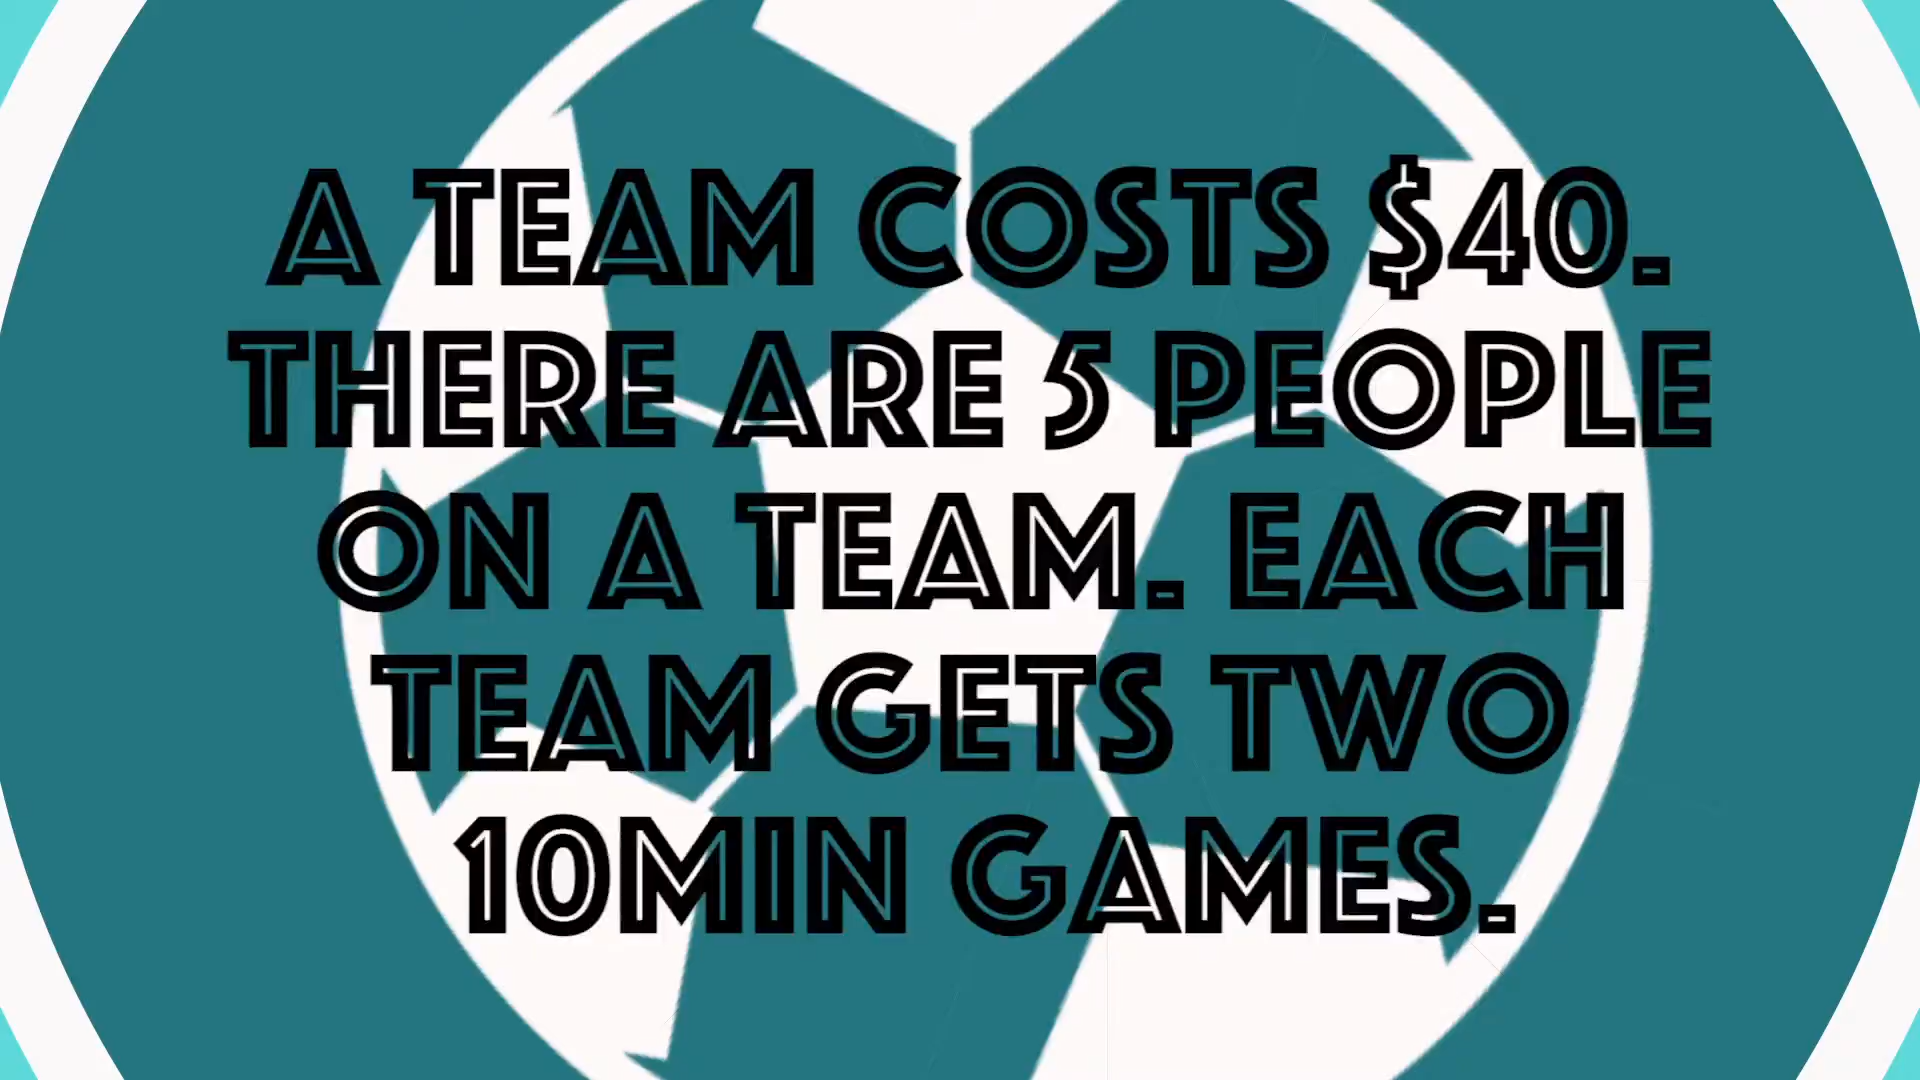 A TEAM COSTS $40.
THERE ARE 5 PEOPLE
ON A TEAM. EACH
TEAM GETS TWO
10MIN GAMES.